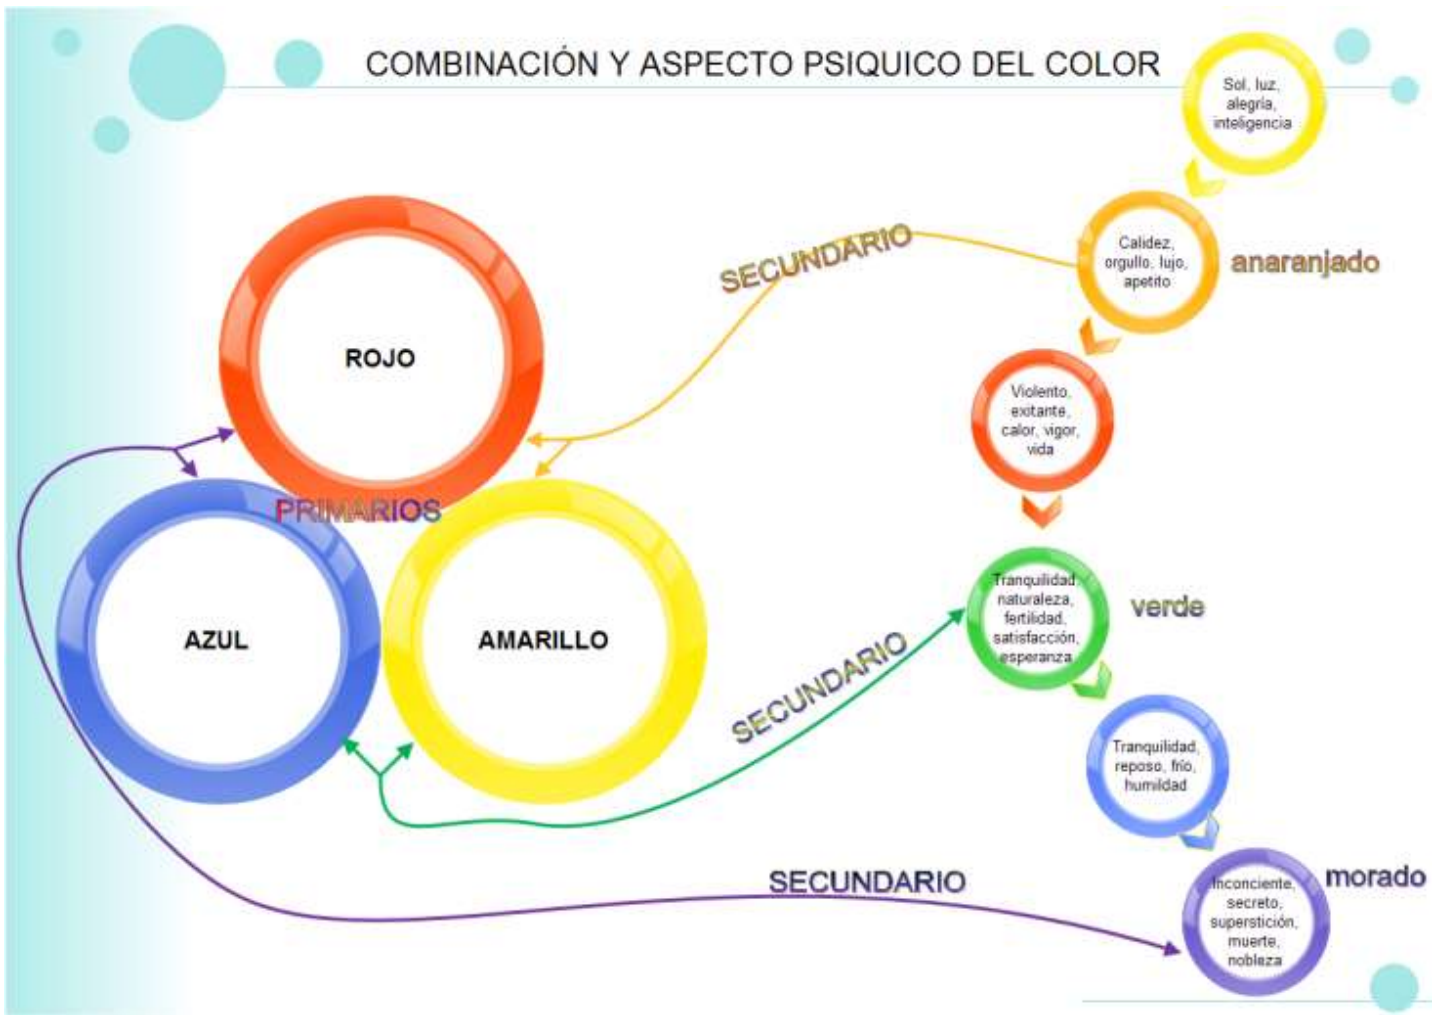 COMBINACIÓN Y ASPECTO PSIQUICO DEL COLOR
Sol, luz,
alegría,
inteligencia
SECUNDARIO
Calidez,
orgullo, lujo,
apetito
anaranjado
ROJO
Violento,
exitante,
calor, vigor,
vida
PRIMARIOS
AZUL
AMARILLO
SECUNDARIO
Tranquilidad,
naturaleza,
fertilidad,
satisfacción,
esperanza
verde
Tranquilidad,
reposo, frío,
humildad
SECUNDARIO
Inconciente,
secreto,
superstición,
muerte,
nobleza
morado